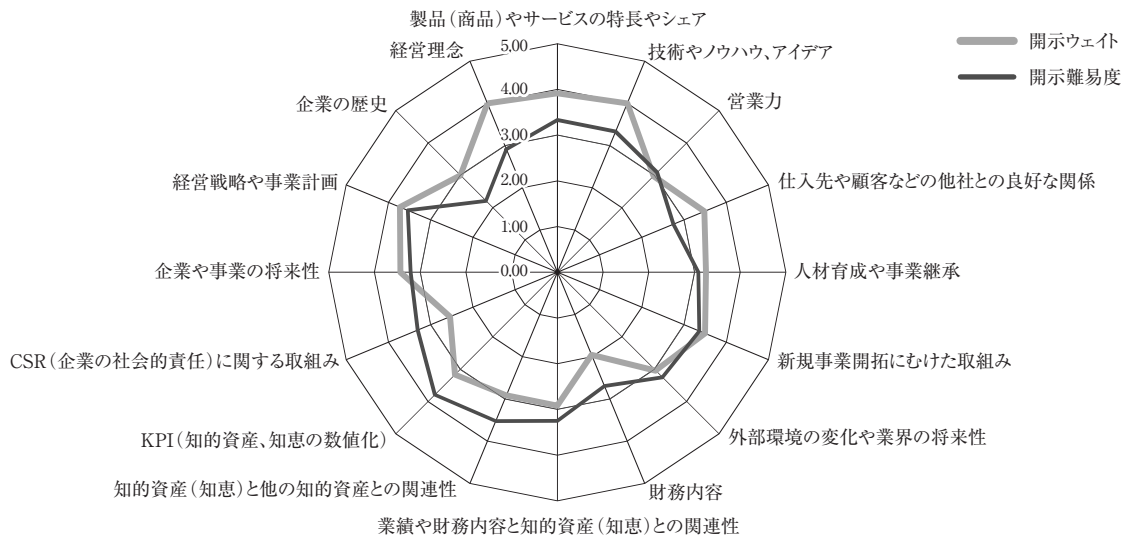 製品（商品）やサービスの特長やシェア
技術やノウハウ、アイデア
営業力
仕入先や顧客などの他社との良好な関係
人材育成や事業継承
新規事業開拓にむけた取組み
外部環境の変化や業界の将来性
財務内容
業績や財務内容と知的資産（知恵）との関連性
知的資産（知恵）と他の知的資産との関連性
KPI（知的資産、知恵の数値化）
CSR（企業の社会的責任）に関する取組み
企業や事業の将来性
経営戦略や事業計画
企業の歴史
経営理念
5.00
4.00
3.00
2.00
1.00
0.00
開示ウェイト
開示難易度